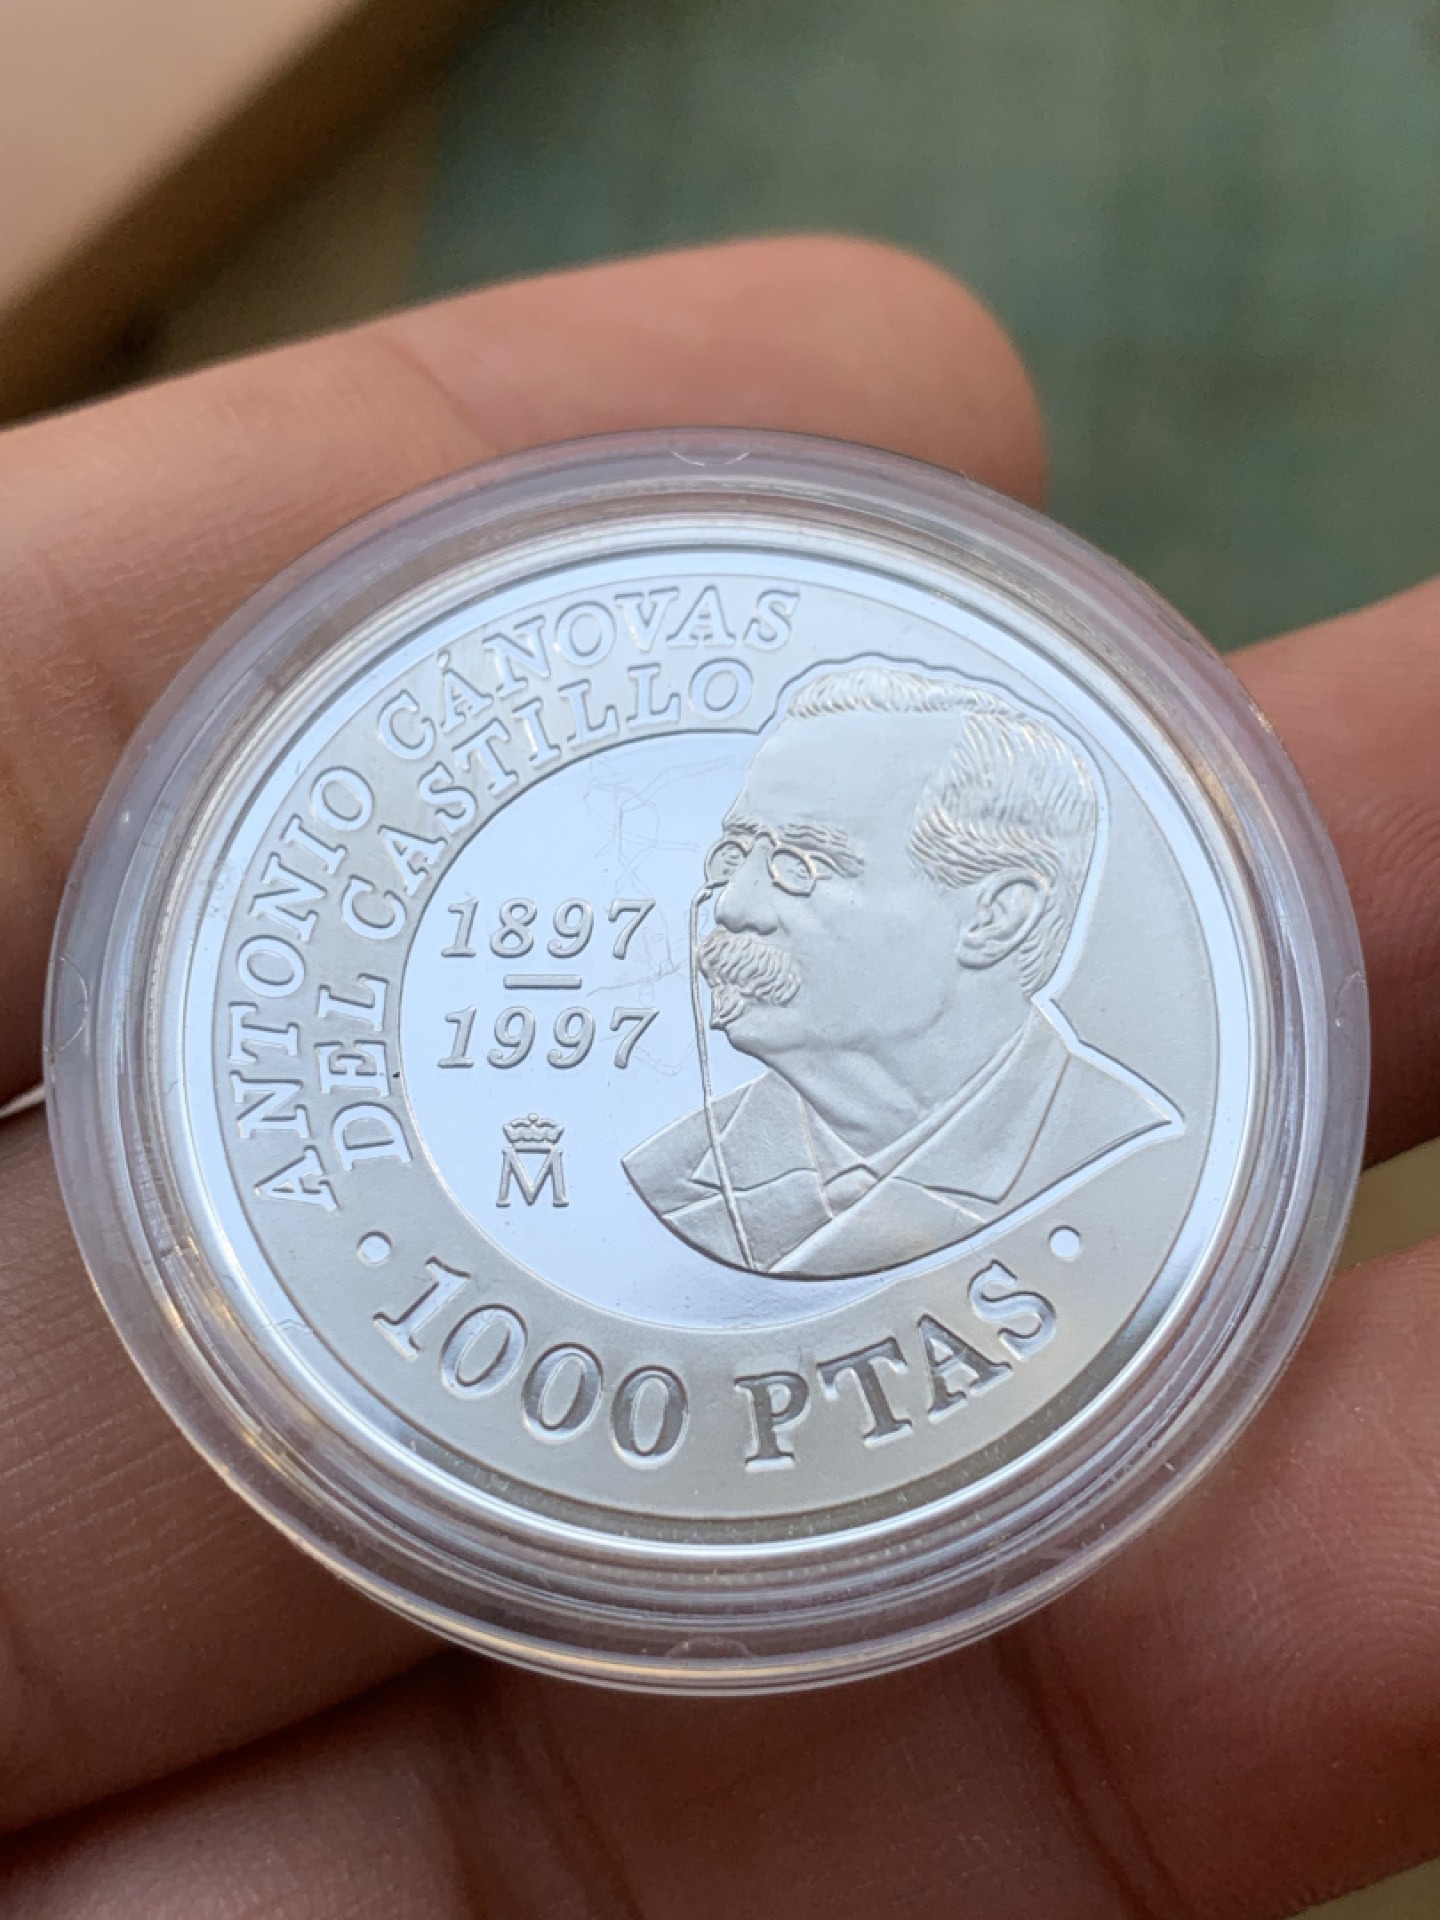 ANTONIO CÁNOVAS
DEL CASTILLO
1897
1997
M
• 1000 PTAS •